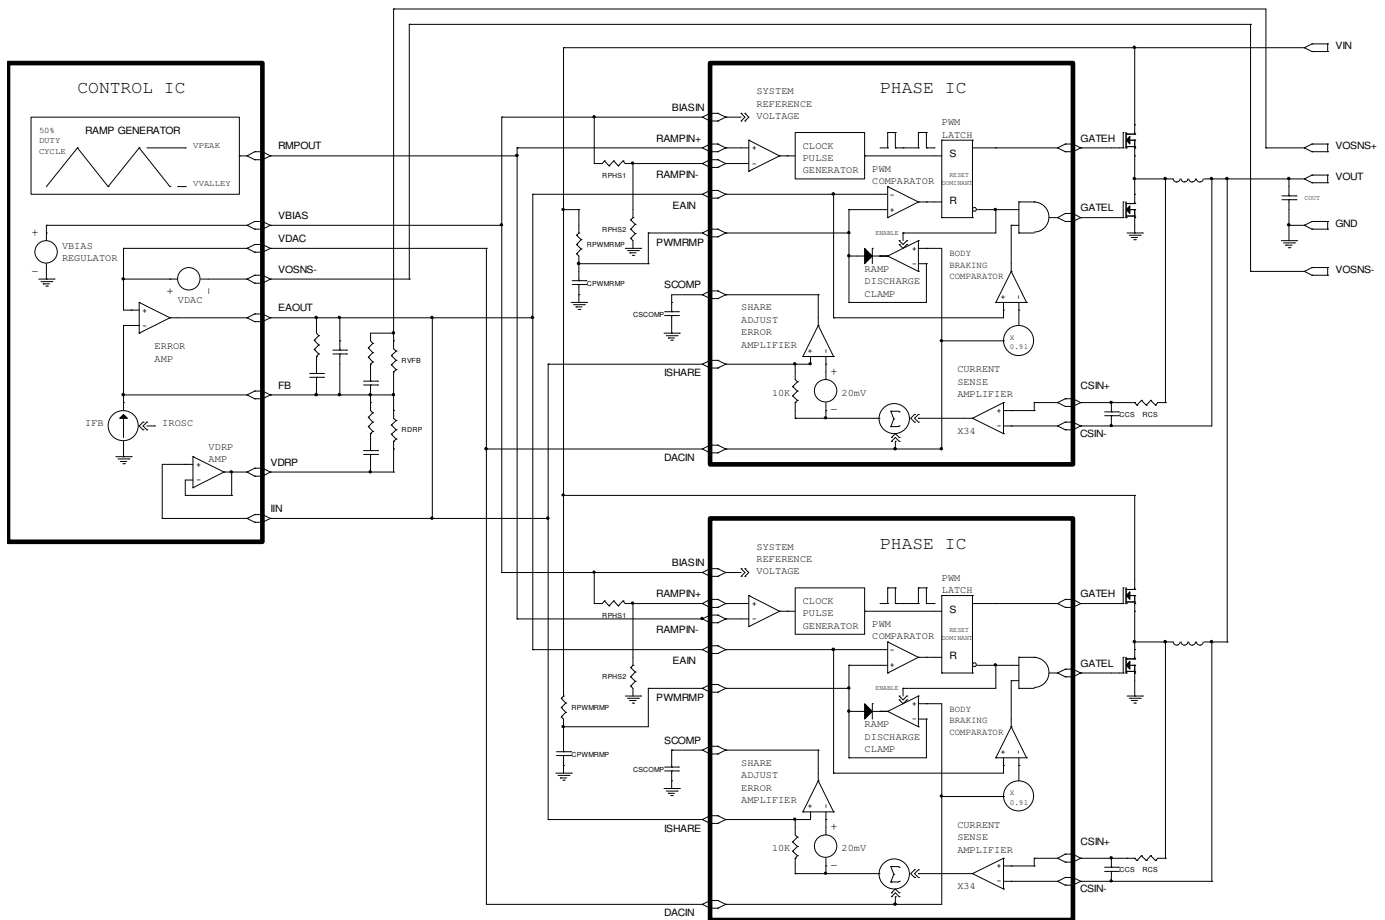 CONTROL IC
50%
DUTY
CYCLE
RAMP GENERATOR
VPEAK
VVALLEY
RMPOUT
VBIAS
+
VBIAS
REGULATOR
-
VDAC
VOSNS-
+
-
VDAC
EAOUT
+
-
ERROR
AMP
RVFB
FB
IFB
IROSC
RDRP
VDRP
AMP
+
-
VDRP
IIN
VIN
VOSNS+
VOUT
COUT
GND
VOSNS-
PHASE IC
BIASIN
SYSTEM
REFERENCE
VOLTAGE
RAMPIN+
RPHS1
RAMPIN-
+
-
CLOCK
PULSE
GENERATOR
PWM
LATCH
S
RESET
DOMINANT
R
PWM
COMPARATOR
-
+
GATEH
GATEL
EAIN
RPHS2
RPWMRMP
PWMRMP
CPWMRMP
ENABLE
+
-
RAMP
DISCHARGE
CLAMP
BODY
BRAKING
COMPARATOR
+
-
SCOMP
CSCOMP
SHARE
ADJUST
ERROR
AMPLIFIER
+
-
X
0.91
ISHARE
10K
+
20mV
-
Σ
CURRENT
SENSE
AMPLIFIER
+
-
X34
CSIN+
CCS
RCS
CSIN-
DACIN
PHASE IC
BIASIN
SYSTEM
REFERENCE
VOLTAGE
RAMPIN+
RPHS1
RAMPIN-
+
-
CLOCK
PULSE
GENERATOR
PWM
LATCH
S
RESET
DOMINANT
R
PWM
COMPARATOR
-
+
GATEH
GATEL
EAIN
RPHS2
PWMRMP
RPWMRMP
CPWMRMP
ENABLE
+
-
RAMP
DISCHARGE
CLAMP
BODY
BRAKING
COMPARATOR
+
-
SCOMP
CSCOMP
SHARE
ADJUST
ERROR
AMPLIFIER
+
-
X
0.91
ISHARE
10K
+
20mV
-
Σ
CURRENT
SENSE
AMPLIFIER
+
-
X34
CSIN+
CCS
RCS
CSIN-
DACIN